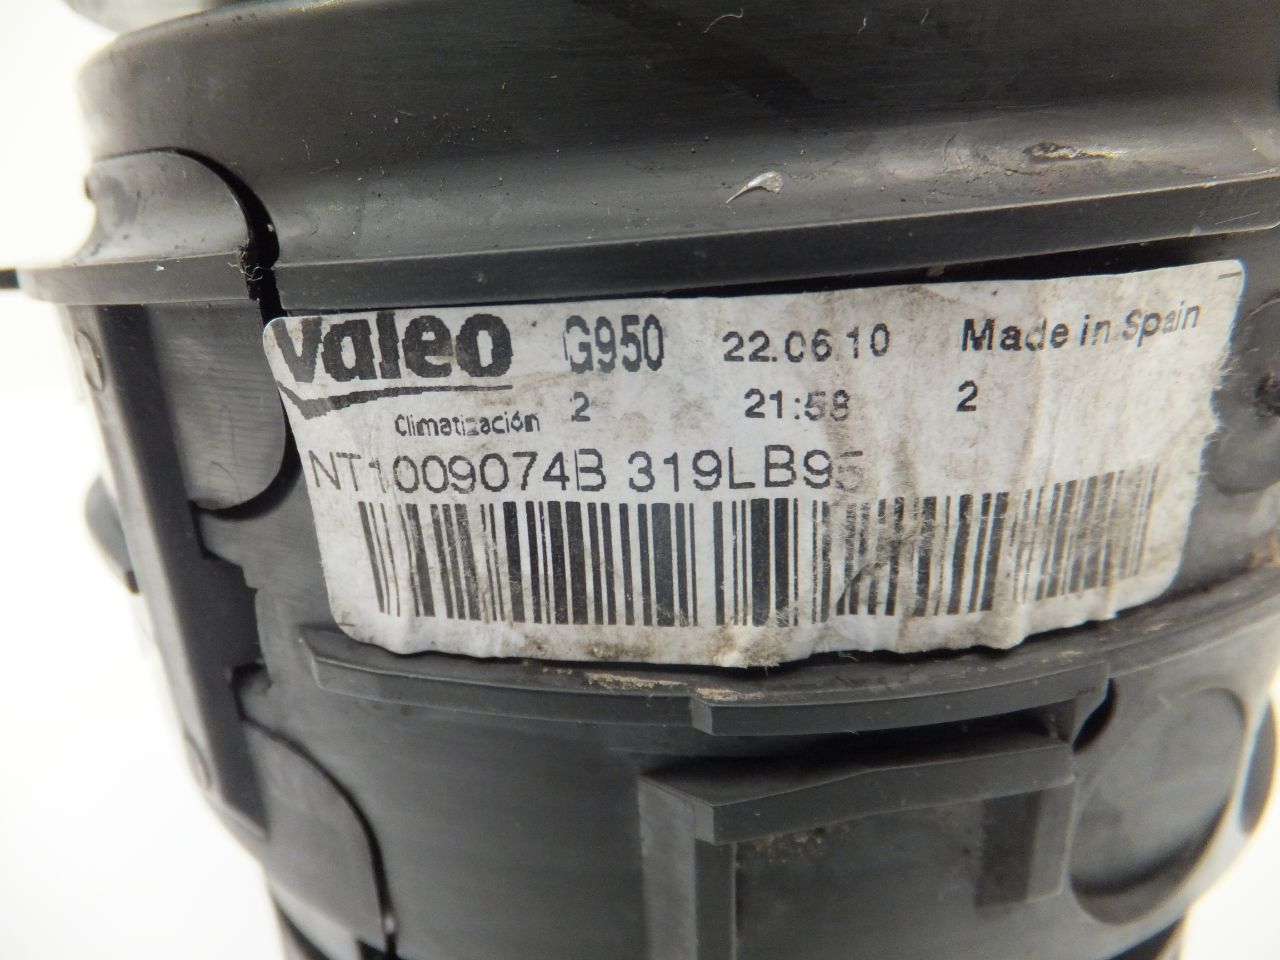 Valeo G950 22.06.10 Made in Spain
Climatización 2 21:58 2
NT1009074B 319LB95